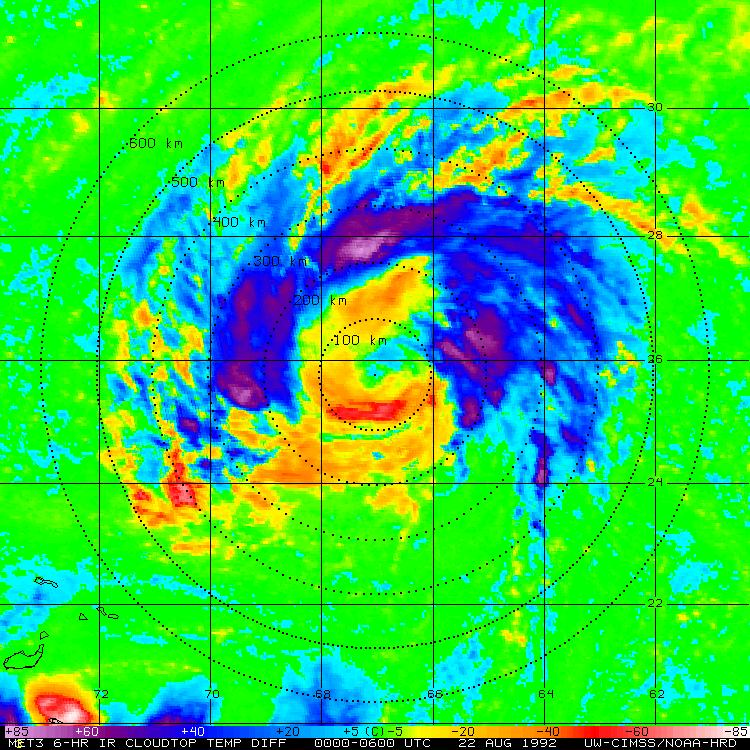 30
600 km
500 km
400 km
28
300 km
200 km
100 km
26
24
22
72 70 68 66 64 62
+85 +60 +40 +20 +5 (C) -5 -20 -40 -60 -85
MET3 6-HR IR CLOUDTOP TEMP DIFF 0000-0600 UTC 22 AUG 1992 UW-CIMSS/NOAA-HRD